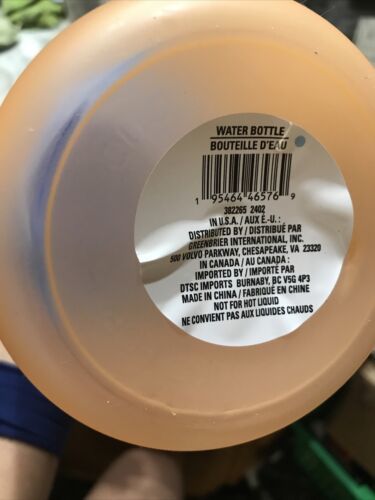 WATER BOTTLE
BOUTEILLE D'EAU
1 95464 46576 9
382265 2402
IN U.S.A. / AUX É.-U. :
DISTRIBUTED BY / DISTRIBUÉ PAR
GREENBRIER INTERNATIONAL, INC.
500 VOLVO PARKWAY, CHESAPEAKE, VA 23320
IN CANADA / AU CANADA :
IMPORTED BY / IMPORTÉ PAR
DTSC IMPORTS BURNABY, BC V5G 4P3
MADE IN CHINA / FABRIQUÉ EN CHINE
NOT FOR HOT LIQUID
NE CONVIENT PAS AUX LIQUIDES CHAUDS